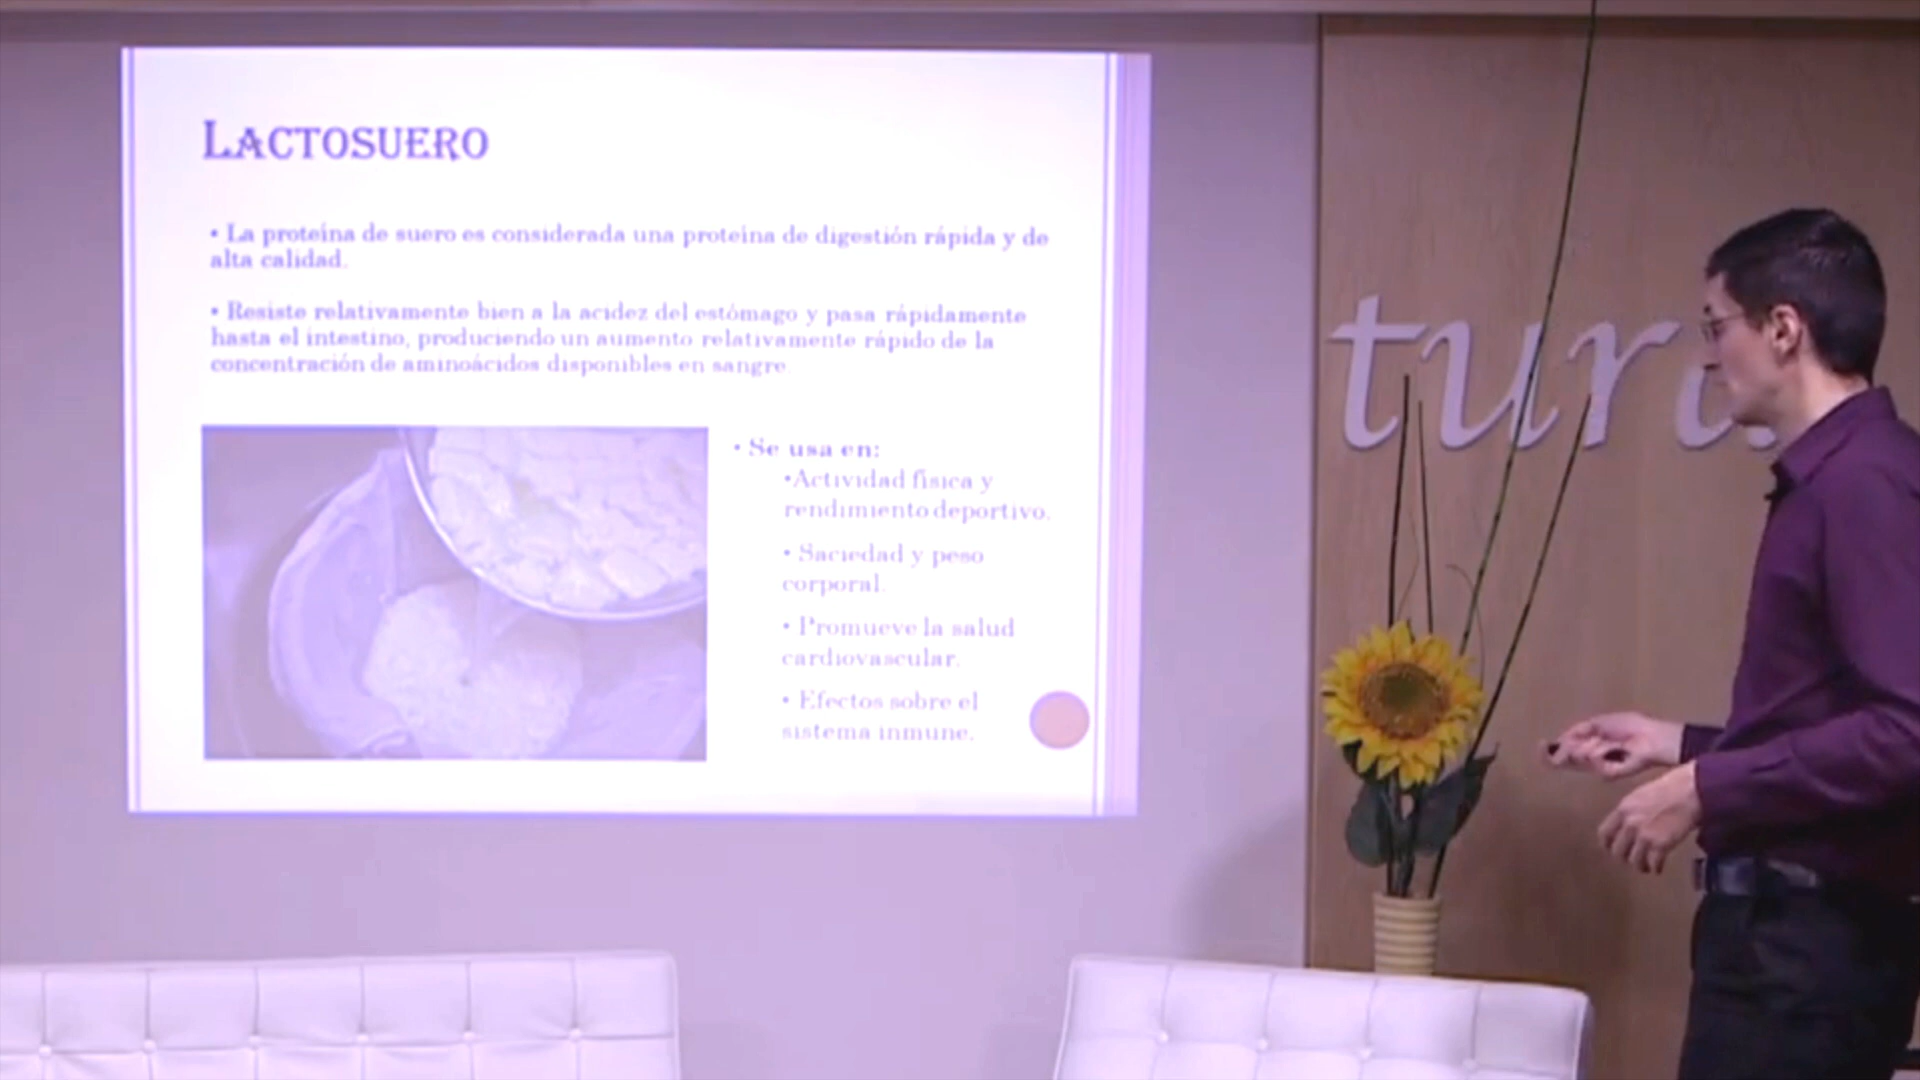 LACTOSUERO
• La proteína de suero es considerada una proteína de digestión rápida y de
alta calidad.
• Resiste relativamente bien a la acidez del estómago y pasa rápidamente
hasta el intestino, produciendo un aumento relativamente rápido de la
concentración de aminoácidos disponibles en sangre
• Se usa en:
•Actividad física y
rendimiento deportivo.
• Saciedad y peso
corporal.
• Promueve la salud
cardiovascular.
• Efectos sobre el
sistema inmune.
tura